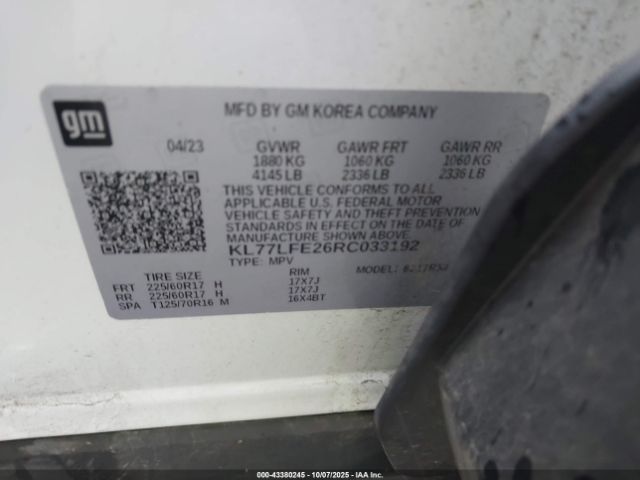 gm
MFD BY GM KOREA COMPANY
04/23 GVWR GAWR FRT GAWR RR
1880 KG 1060 KG 1060 KG
4145 LB 2336 LB 2336 LB
THIS VEHICLE CONFORMS TO ALL
APPLICABLE U.S. FEDERAL MOTOR
VEHICLE SAFETY AND THEFT PREVENTION
STANDARDS IN EFFECT ON THE DATE OF
MANUFACTURE SHOWN ABOVE.
KL77LFE26RC033192
TYPE: MPV MODEL:
TIRE SIZE RIM
FRT 225/60R17 H 17X7J
RR 225/60R17 H 17X7J
SPA T125/70R16 M 16X4BT
000-43380245 - 10/07/2025 - IAA Inc.